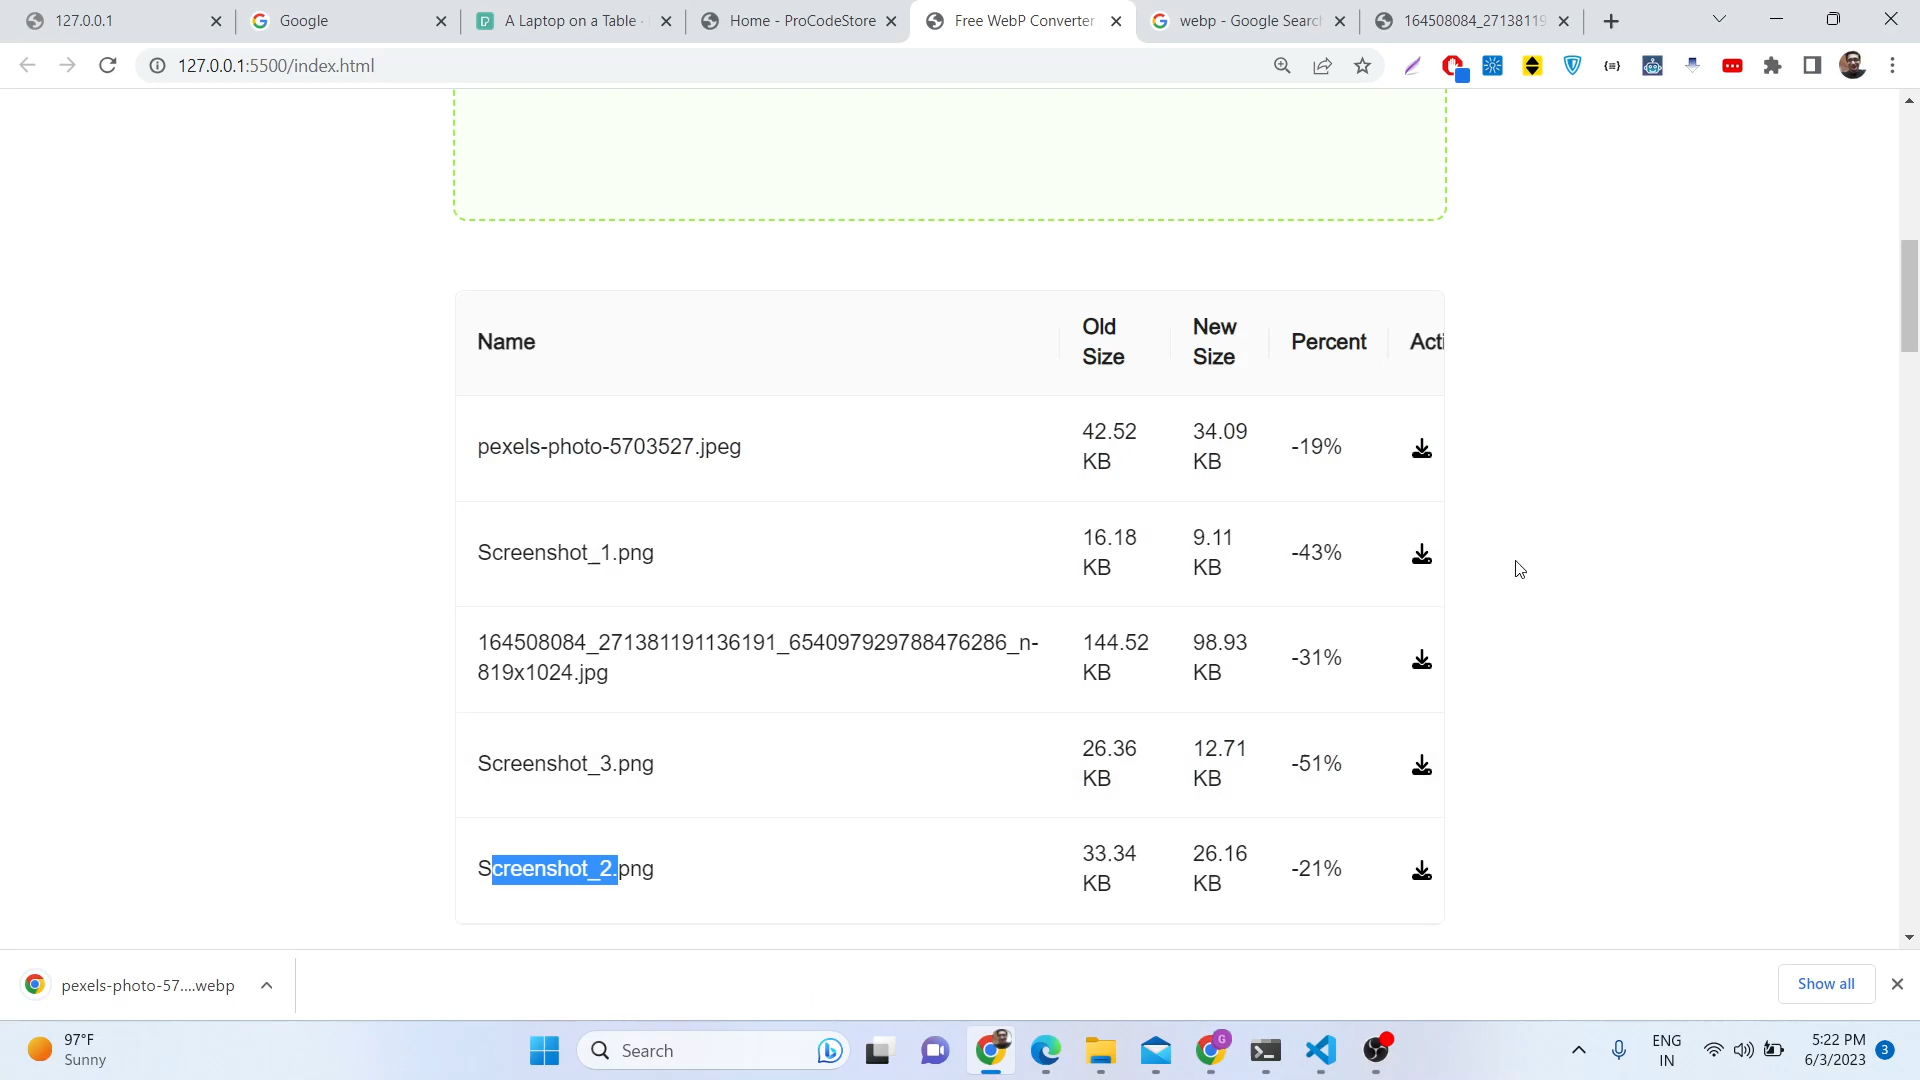 127.0.0.1
Google
A Laptop on a Table
Home - ProCodeStore
Free WebP Converter
webp - Google Search
164508084_27138119
127.0.0.1:5500/index.html
Name
Old
Size
New
Size
Percent
Acti
pexels-photo-5703527.jpeg
42.52
KB
34.09
KB
-19%
Screenshot_1.png
16.18
KB
9.11
KB
-43%
164508084_271381191136191_654097929788476286_n-
819x1024.jpg
144.52
KB
98.93
KB
-31%
Screenshot_3.png
26.36
KB
12.71
KB
-51%
Screenshot_2.png
33.34
KB
26.16
KB
-21%
pexels-photo-57....webp
Show all
97°F
Sunny
Search
G
ENG
IN
5:22 PM
6/3/2023
3